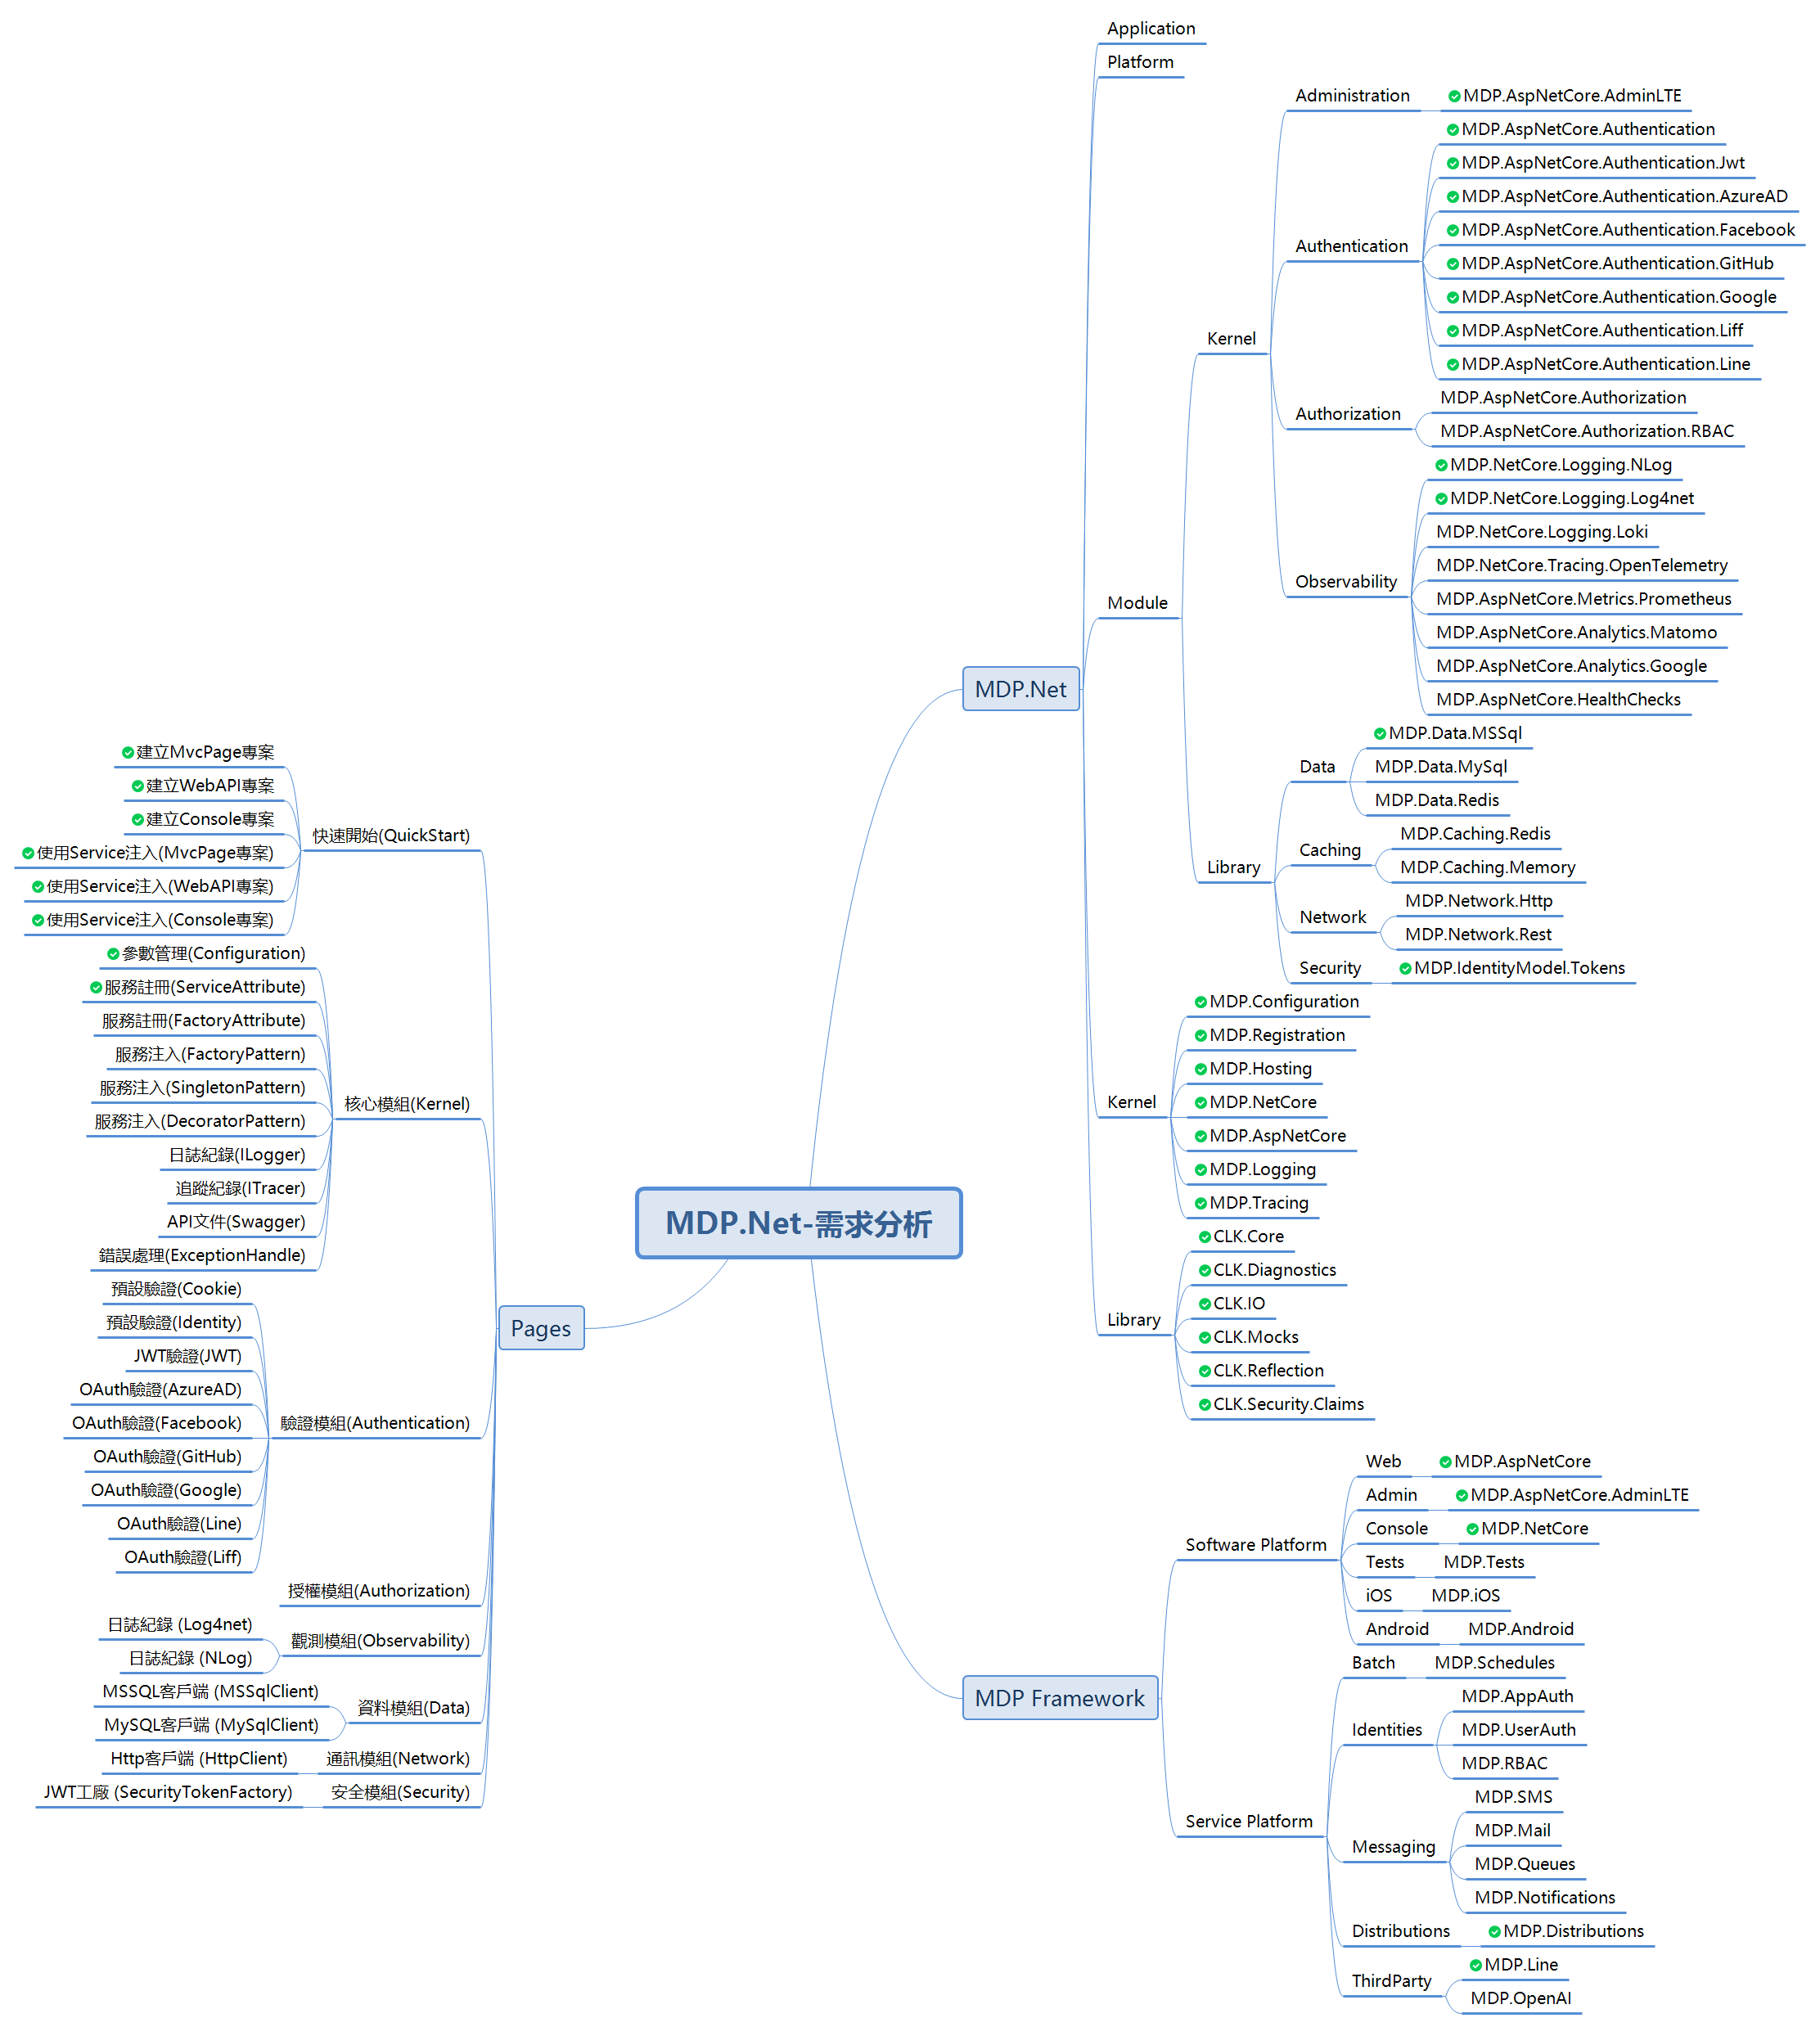 MDP.Net-需求分析
MDP.Net
Application
Platform
Module
Kernel
Administration
MDP.AspNetCore.AdminLTE
Authentication
MDP.AspNetCore.Authentication
MDP.AspNetCore.Authentication.Jwt
MDP.AspNetCore.Authentication.AzureAD
MDP.AspNetCore.Authentication.Facebook
MDP.AspNetCore.Authentication.GitHub
MDP.AspNetCore.Authentication.Google
MDP.AspNetCore.Authentication.Liff
MDP.AspNetCore.Authentication.Line
Authorization
MDP.AspNetCore.Authorization
MDP.AspNetCore.Authorization.RBAC
Observability
MDP.NetCore.Logging.NLog
MDP.NetCore.Logging.Log4net
MDP.NetCore.Logging.Loki
MDP.NetCore.Tracing.OpenTelemetry
MDP.AspNetCore.Metrics.Prometheus
MDP.AspNetCore.Analytics.Matomo
MDP.AspNetCore.Analytics.Google
MDP.AspNetCore.HealthChecks
Library
Data
MDP.Data.MSSql
MDP.Data.MySql
MDP.Data.Redis
Caching
MDP.Caching.Redis
MDP.Caching.Memory
Network
MDP.Network.Http
MDP.Network.Rest
Security
MDP.IdentityModel.Tokens
Kernel
MDP.Configuration
MDP.Registration
MDP.Hosting
MDP.NetCore
MDP.AspNetCore
MDP.Logging
MDP.Tracing
Library
CLK.Core
CLK.Diagnostics
CLK.IO
CLK.Mocks
CLK.Reflection
CLK.Security.Claims
MDP Framework
Software Platform
Web
MDP.AspNetCore
Admin
MDP.AspNetCore.AdminLTE
Console
MDP.NetCore
Tests
MDP.Tests
iOS
MDP.iOS
Android
MDP.Android
Service Platform
Batch
MDP.Schedules
Identities
MDP.AppAuth
MDP.UserAuth
MDP.RBAC
Messaging
MDP.SMS
MDP.Mail
MDP.Queues
MDP.Notifications
Distributions
MDP.Distributions
ThirdParty
MDP.Line
MDP.OpenAI
Pages
快速開始(QuickStart)
建立MvcPage專案
建立WebAPI專案
建立Console專案
使用Service注入(MvcPage專案)
使用Service注入(WebAPI專案)
使用Service注入(Console專案)
核心模組(Kernel)
參數管理(Configuration)
服務註冊(ServiceAttribute)
服務註冊(FactoryAttribute)
服務注入(FactoryPattern)
服務注入(SingletonPattern)
服務注入(DecoratorPattern)
日誌紀錄(ILogger)
追蹤紀錄(ITracer)
API文件(Swagger)
錯誤處理(ExceptionHandle)
驗證模組(Authentication)
預設驗證(Cookie)
預設驗證(Identity)
JWT驗證(JWT)
OAuth驗證(AzureAD)
OAuth驗證(Facebook)
OAuth驗證(GitHub)
OAuth驗證(Google)
OAuth驗證(Line)
OAuth驗證(Liff)
授權模組(Authorization)
觀測模組(Observability)
日誌紀錄 (Log4net)
日誌紀錄 (NLog)
資料模組(Data)
MSSQL客戶端 (MSSqlClient)
MySQL客戶端 (MySqlClient)
通訊模組(Network)
Http客戶端 (HttpClient)
安全模組(Security)
JWT工廠 (SecurityTokenFactory)